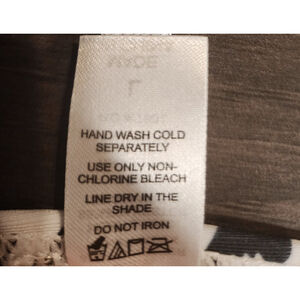 HAND WASH COLD
SEPARATELY
USE ONLY NON-
CHLORINE BLEACH
LINE DRY IN THE
SHADE
DO NOT IRON